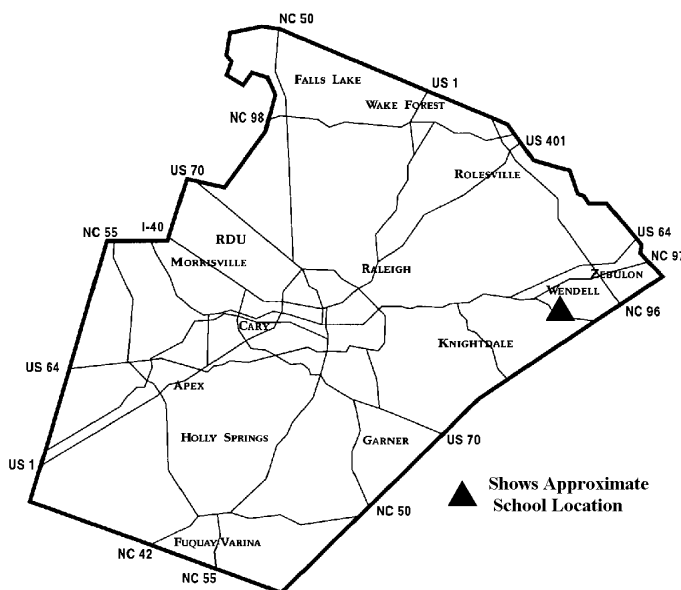 NC 50
FALLS LAKE
US 1
WAKE FOREST
NC 98
US 401
US 70
ROLESVILLE
I-40
NC 55
RDU
US 64
MORRISVILLE
RALEIGH
NC 97
ZEBULON
WENDELL
NC 96
CARY
KNIGHTDALE
US 64
APEX
HOLLY SPRINGS
GARNER
US 70
US 1
Shows Approximate
School Location
NC 50
FUQUAY-VARINA
NC 42
NC 55